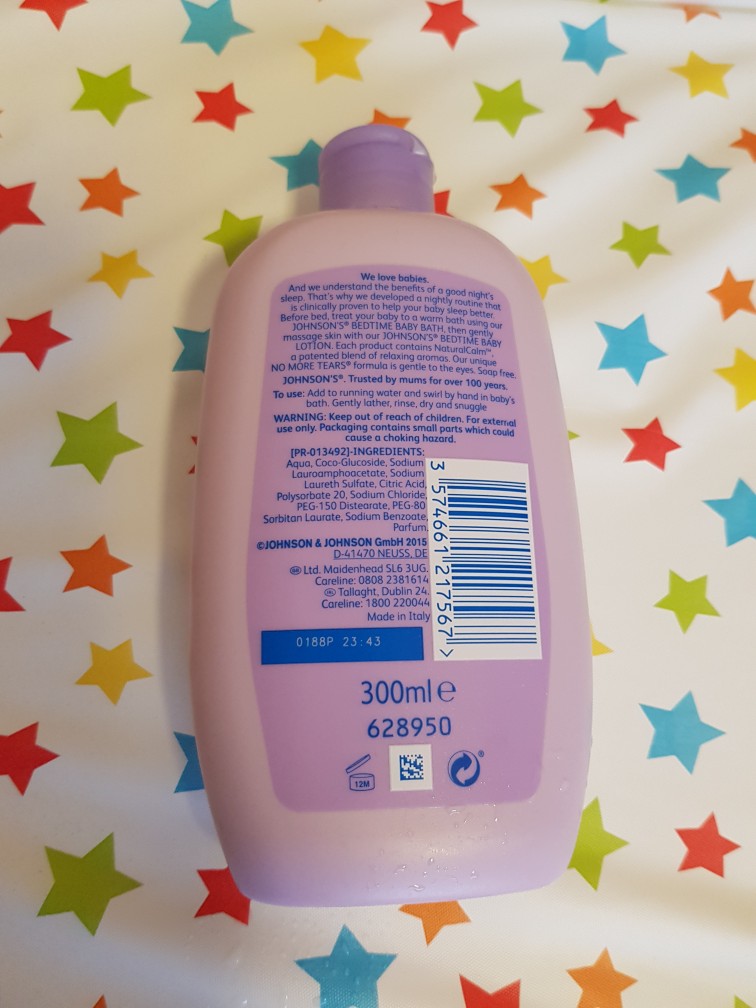 We love babies.
And we understand the benefits of a good night's
sleep. That's why we developed a nightly routine that
is clinically proven to help your baby sleep better.
Before bed, treat your baby to a warm bath using our
JOHNSON'S® BEDTIME BABY BATH, then gently
massage skin with our JOHNSON'S® BEDTIME BABY
LOTION. Each product contains NaturalCalm™,
a patented blend of relaxing aromas. Our unique
NO MORE TEARS® formula is gentle to the eyes. Soap free.
JOHNSON'S®. Trusted by mums for over 100 years.
To use: Add to running water and swirl by hand in baby's
bath. Gently lather, rinse, dry and snuggle
WARNING: Keep out of reach of children. For external
use only. Packaging contains small parts which could
cause a choking hazard.
[PR-013492]-INGREDIENTS:
Aqua, Coco-Glucoside, Sodium
Lauroamphoacetate, Sodium
Laureth Sulfate, Citric Acid,
Polysorbate 20, Sodium Chloride,
PEG-150 Distearate, PEG-80
Sorbitan Laurate, Sodium Benzoate,
Parfum.
©JOHNSON & JOHNSON GmbH 2015
D-41470 NEUSS, DE
GB Ltd. Maidenhead SL6 3UG.
Careline: 0808 2381614
IRL Tallaght, Dublin 24.
Careline: 1800 220044
Made in Italy
3 574661 217567 >
0188P 23:43
300ml e
628950
12M